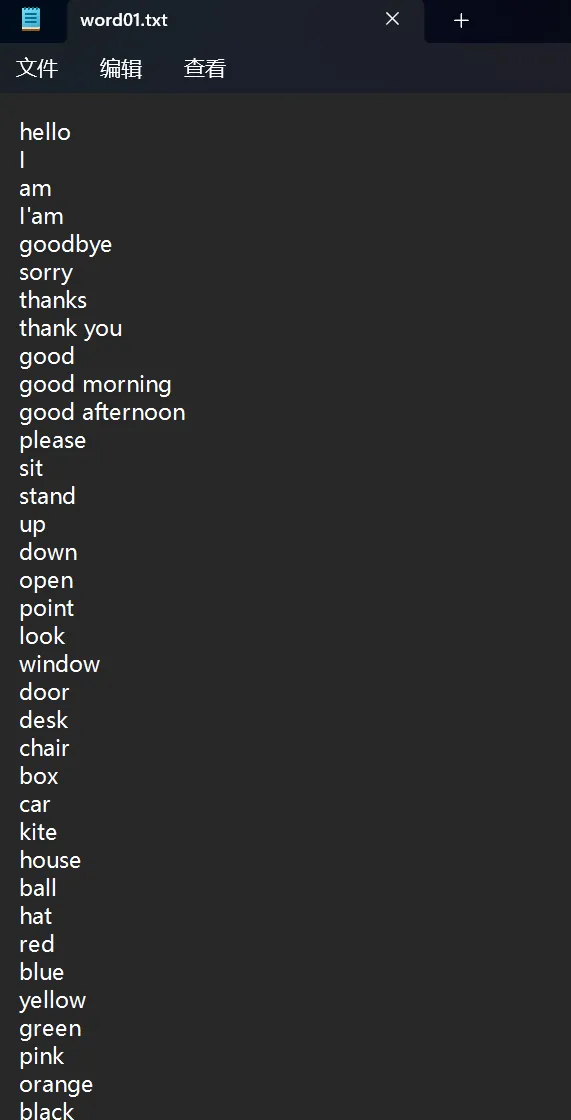 word01.txt
文件 编辑 查看
hello
I
am
I'am
goodbye
sorry
thanks
thank you
good
good morning
good afternoon
please
sit
stand
up
down
open
point
look
window
door
desk
chair
box
car
kite
house
ball
hat
red
blue
yellow
green
pink
orange
black